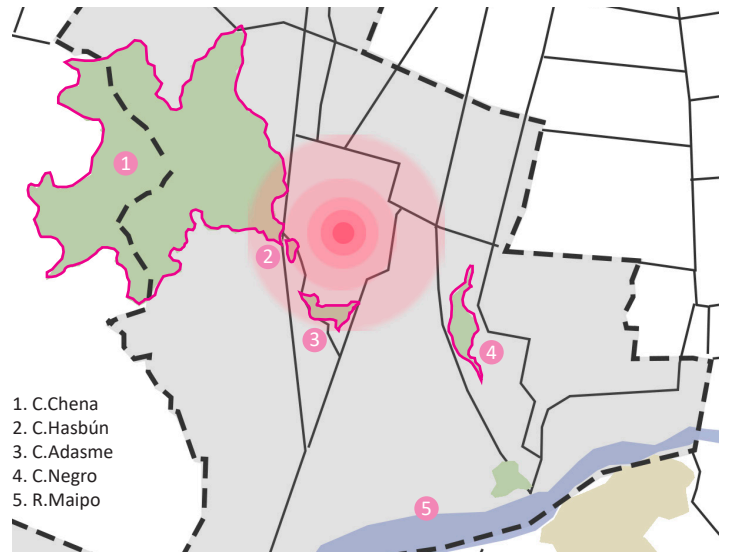 1
2
3
4
5
1. C.Chena
2. C.Hasbún
3. C.Adasme
4. C.Negro
5. R.Maipo